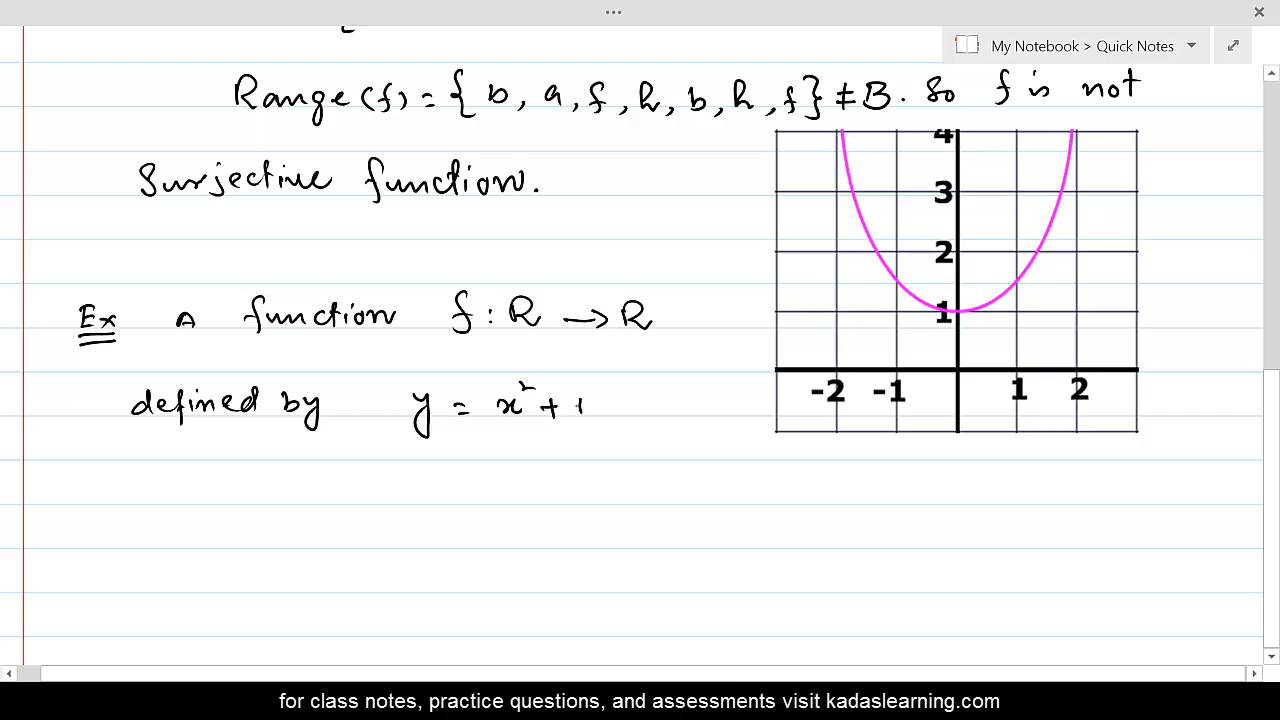 My Notebook > Quick Notes
Range (f) = { b, a, f, h, b, h, f} ≠ B. So f is not
Surjective function.
Ex A function f : R → R
defined by y = x² + 1
4
3
2
1
-2 -1 1 2
for class notes, practice questions, and assessments visit kadaslearning.com